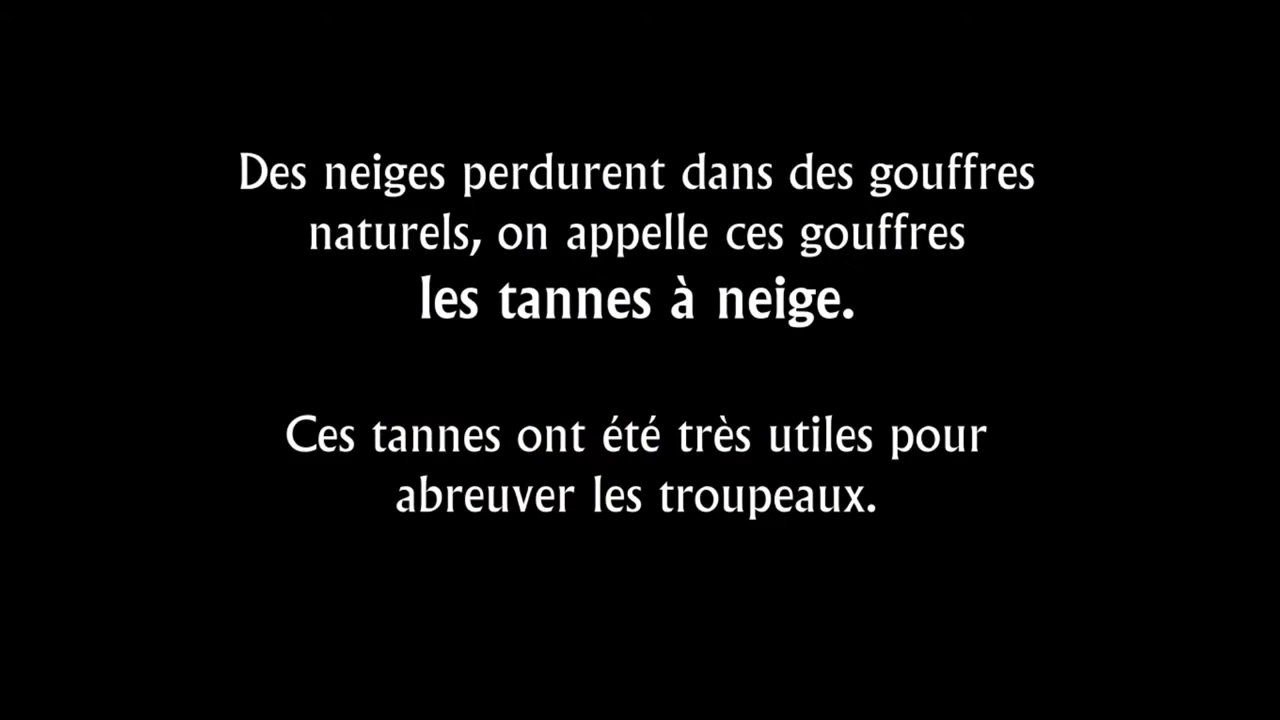 Des neiges perdurent dans des gouffres
naturels, on appelle ces gouffres
les tannes à neige.
Ces tannes ont été très utiles pour
abreuver les troupeaux.